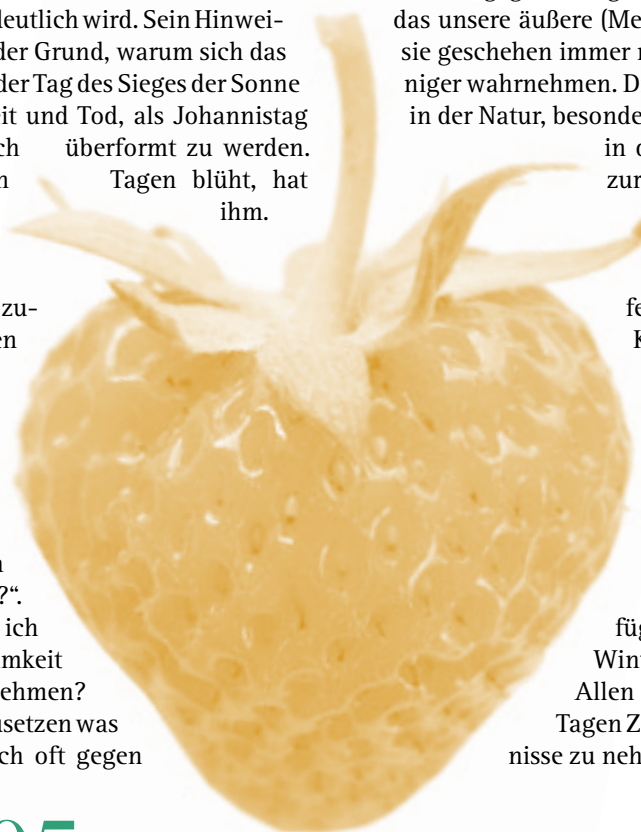 deutlich wird. Sein Hinwei-
der Grund, warum sich das
der Tag des Sieges der Sonne
eit und Tod, als Johannistag
ch überformt zu werden.
n Tagen blüht, hat
ihm.
zu-
en
n
?“.
ich
mkeit
ehmen?
setzen was
ch oft gegen
das unsere äußere (Me
sie geschehen immer
niger wahrnehmen. D
in der Natur, besonde
in
zur
fe
K
füg
Win
Allen
Tagen Z
nisse zu neh